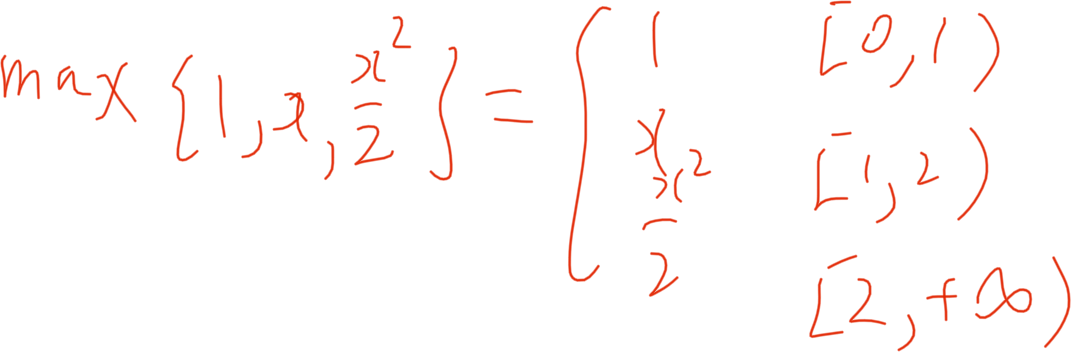 max {1, x, x²/2} = { 1 [0, 1)
x [1, 2)
x²/2 [2, +∞)